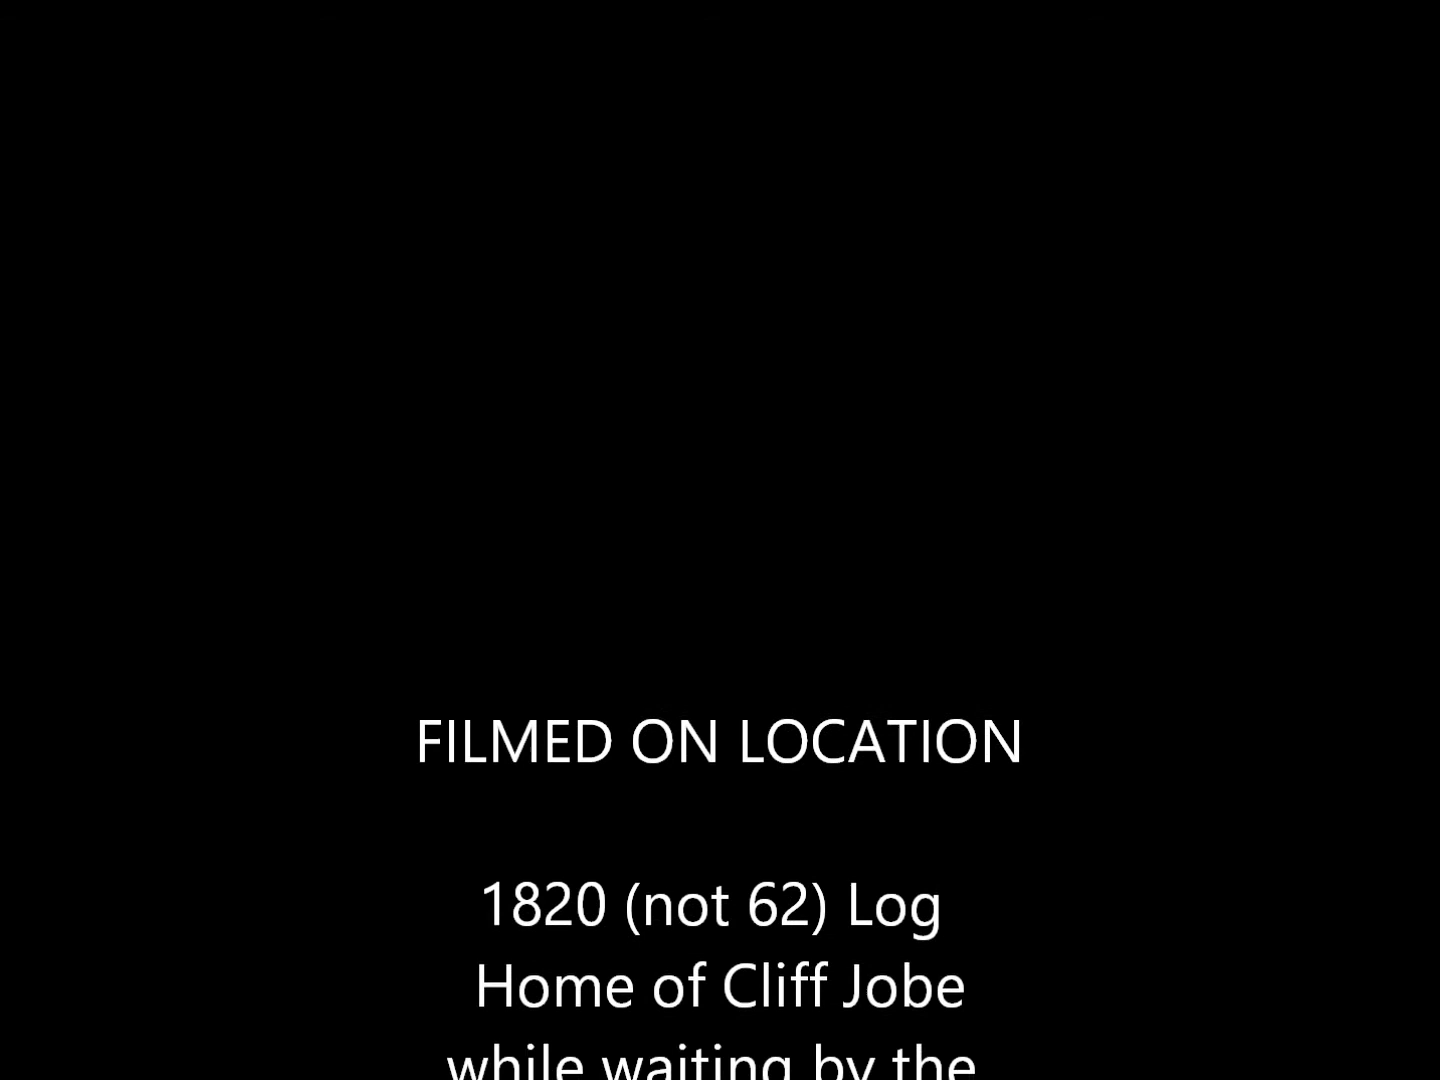 FILMED ON LOCATION
1820 (not 62) Log
Home of Cliff Jobe
while waiting by the